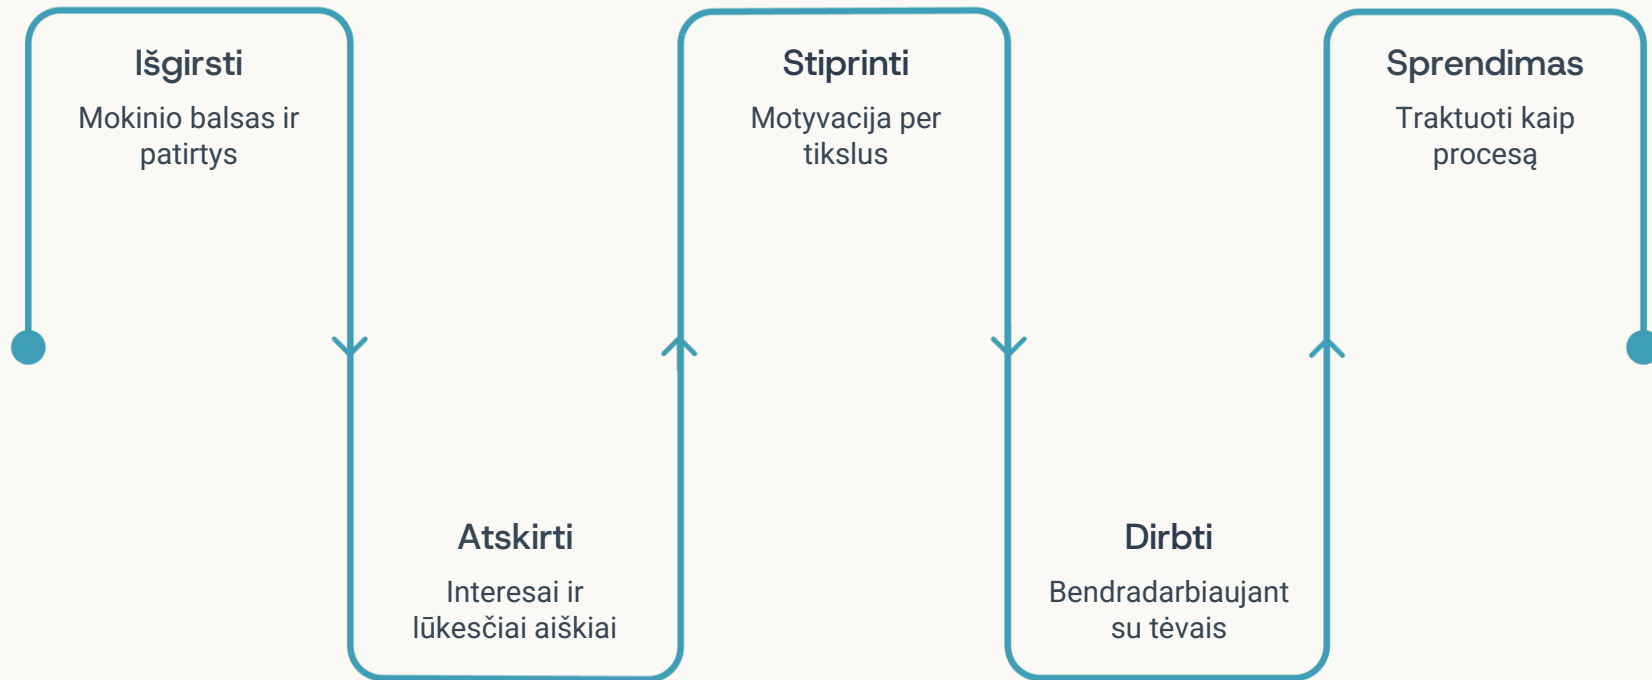 Išgirsti
Mokinio balsas ir
patirtys
Atskirti
Interesai ir
lūkesčiai aiškiai
Stiprinti
Motyvacija per
tikslus
Dirbti
Bendradarbiaujant
su tėvais
Sprendimas
Traktuoti kaip
procesą